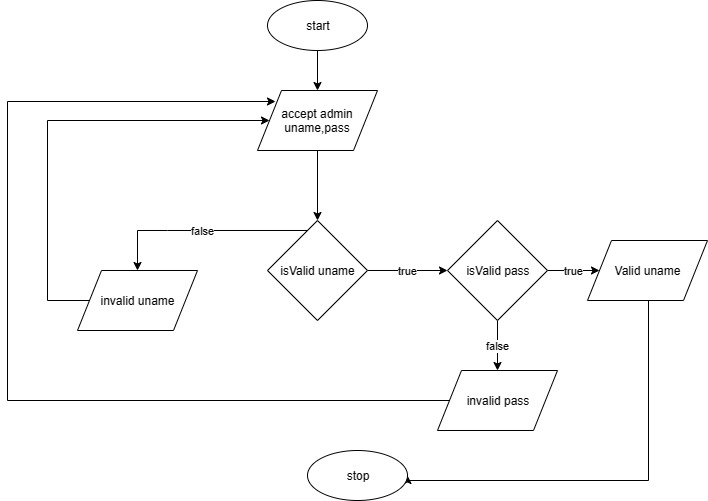 start
accept admin
uname,pass
false
isValid uname
true
isValid pass
true
Valid uname
invalid uname
false
invalid pass
stop